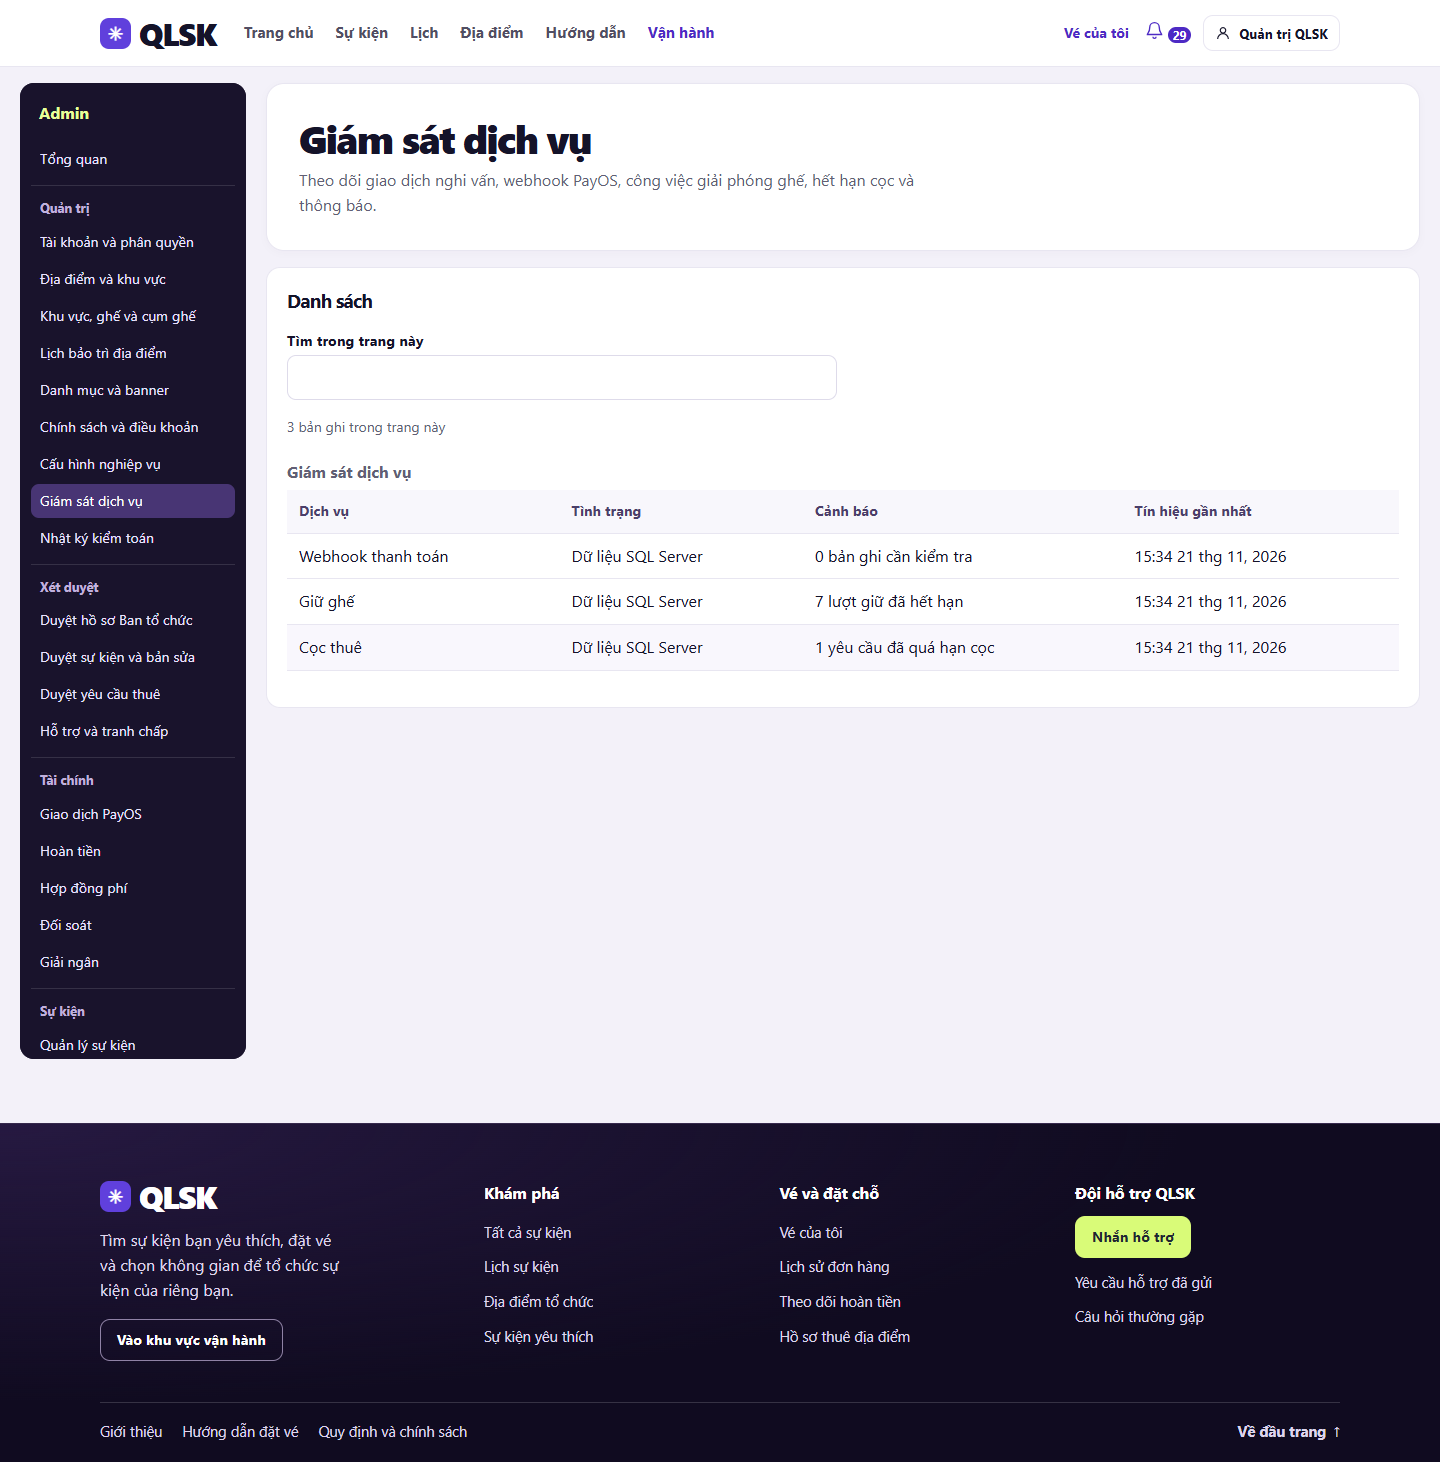 QLSK
Trang chủ
Sự kiện
Lịch
Địa điểm
Hướng dẫn
Vận hành
Vé của tôi
29
Quản trị QLSK
Admin
Tổng quan
Quản trị
Tài khoản và phân quyền
Địa điểm và khu vực
Khu vực, ghế và cụm ghế
Lịch bảo trì địa điểm
Danh mục và banner
Chính sách và điều khoản
Cấu hình nghiệp vụ
Giám sát dịch vụ
Nhật ký kiểm toán
Xét duyệt
Duyệt hồ sơ Ban tổ chức
Duyệt sự kiện và bản sửa
Duyệt yêu cầu thuê
Hỗ trợ và tranh chấp
Tài chính
Giao dịch PayOS
Hoàn tiền
Hợp đồng phí
Đối soát
Giải ngân
Sự kiện
Quản lý sự kiện
Giám sát dịch vụ
Theo dõi giao dịch nghi vấn, webhook PayOS, công việc giải phóng ghế, hết hạn cọc và
thông báo.
Danh sách
Tìm trong trang này
3 bản ghi trong trang này
Giám sát dịch vụ
Dịch vụ Tình trạng Cảnh báo Tín hiệu gần nhất
Webhook thanh toán Dữ liệu SQL Server 0 bản ghi cần kiểm tra 15:34 21 thg 11, 2026
Giữ ghế Dữ liệu SQL Server 7 lượt giữ đã hết hạn 15:34 21 thg 11, 2026
Cọc thuê Dữ liệu SQL Server 1 yêu cầu đã quá hạn cọc 15:34 21 thg 11, 2026
QLSK
Tìm sự kiện bạn yêu thích, đặt vé
và chọn không gian để tổ chức sự
kiện của riêng bạn.
Vào khu vực vận hành
Khám phá
Tất cả sự kiện
Lịch sự kiện
Địa điểm tổ chức
Sự kiện yêu thích
Vé và đặt chỗ
Vé của tôi
Lịch sử đơn hàng
Theo dõi hoàn tiền
Hồ sơ thuê địa điểm
Đội hỗ trợ QLSK
Nhắn hỗ trợ
Yêu cầu hỗ trợ đã gửi
Câu hỏi thường gặp
Giới thiệu
Hướng dẫn đặt vé
Quy định và chính sách
Về đầu trang ↑